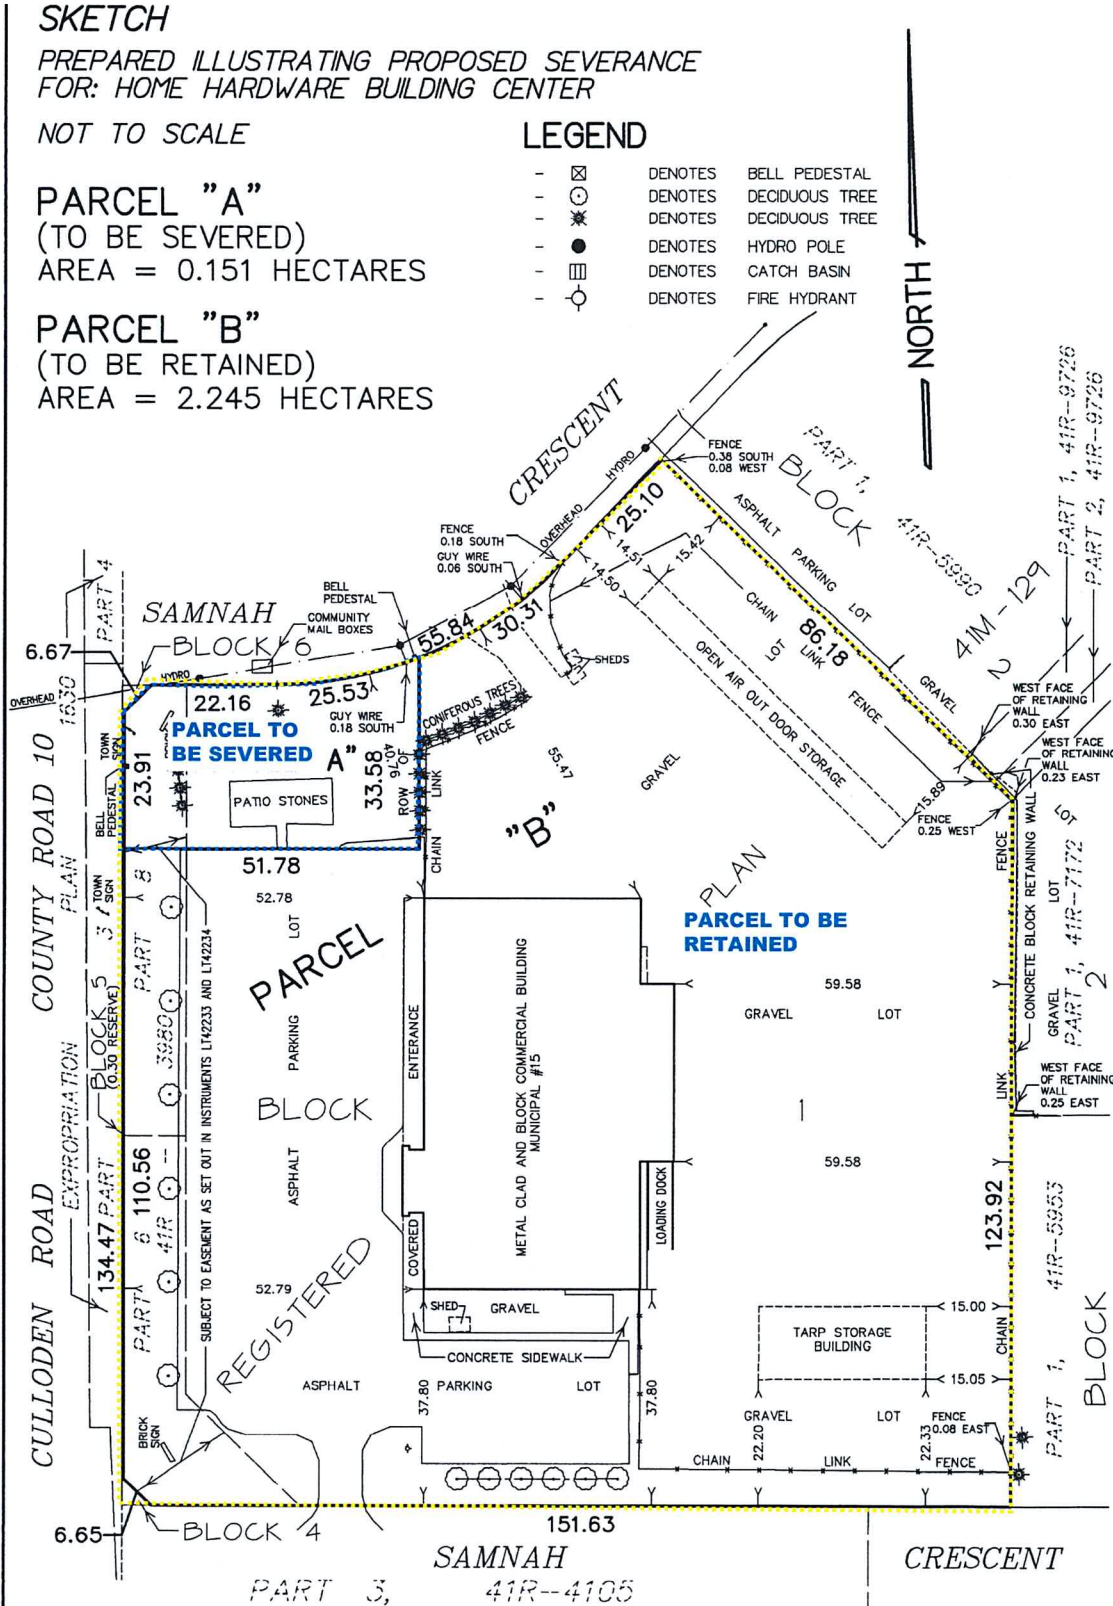 SKETCH
PREPARED ILLUSTRATING PROPOSED SEVERANCE
FOR: HOME HARDWARE BUILDING CENTER
NOT TO SCALE
PARCEL "A"
(TO BE SEVERED)
AREA = 0.151 HECTARES
PARCEL "B"
(TO BE RETAINED)
AREA = 2.245 HECTARES
LEGEND
- DENOTES BELL PEDESTAL
- DENOTES DECIDUOUS TREE
- DENOTES DECIDUOUS TREE
- DENOTES HYDRO POLE
- DENOTES CATCH BASIN
- DENOTES FIRE HYDRANT
NORTH
CRESCENT
HYDRO
OVERHEAD
FENCE
0.38 SOUTH
0.08 WEST
PART 1,
BLOCK
41R--5990
41M-129
2
PART 1, 41R--9726
PART 2, 41R--9726
ASPHALT PARKING LOT
25.10
FENCE
0.18 SOUTH
GUY WIRE
0.06 SOUTH
14.51
14.50
15.42
CHAIN LINK FENCE
LOT
86.18
GRAVEL
BELL
PEDESTAL
COMMUNITY
MAIL BOXES
SAMNAH
BLOCK 6
PART 4
6.67
OVERHEAD
HYDRO
55.84
30.31
SHEDS
OPEN AIR OUT DOOR STORAGE
22.16
25.53
GUY WIRE
0.18 SOUTH
CONIFEROUS TREES
FENCE
WEST FACE
OF RETAINING
WALL
0.30 EAST
WEST FACE
OF RETAINING
WALL
0.23 EAST
PARCEL TO
BE SEVERED
A"
TOWN
SIGN
23.91
BELL
PEDESTAL
PATIO STONES
33.58
40.76
ROW OF
CHAIN LINK
55.47
GRAVEL
15.89
FENCE
0.25 WEST
"B"
LOT
51.78
52.78
PLAN
PARCEL TO BE
RETAINED
COUNTY ROAD 10
1630
PLAN
EXPROPRIATION
TOWN
SIGN
3
BLOCK 5
(0.30 RESERVE)
PART 8
3980
SUBJECT TO EASEMENT AS SET OUT IN INSTRUMENTS LT42233 AND LT42234
PARCEL
LOT
PARKING
ASPHALT
BLOCK
REGISTERED
ENTERANCE
COVERED
METAL CLAD AND BLOCK COMMERCIAL BUILDING
MUNICIPAL #15
59.58
GRAVEL LOT
1
59.58
LOADING DOCK
FENCE
LINK
CHAIN
CONCRETE BLOCK RETAINING WALL
GRAVEL LOT
PART 1, 41R--7172
2
WEST FACE
OF RETAINING
WALL
0.25 EAST
123.92
CULLODEN ROAD
134.47
PART
110.56
PART 6
41R --
52.79
SHED
GRAVEL
CONCRETE SIDEWALK
ASPHALT PARKING LOT
37.80
37.80
15.00
TARP STORAGE
BUILDING
15.05
GRAVEL LOT
22.20
22.33
FENCE
0.08 EAST
CHAIN LINK FENCE
PART 1, 41R--5953
BLOCK
BRICK
SIGN
6.65
BLOCK 4
151.63
SAMNAH CRESCENT
PART 3, 41R--4105